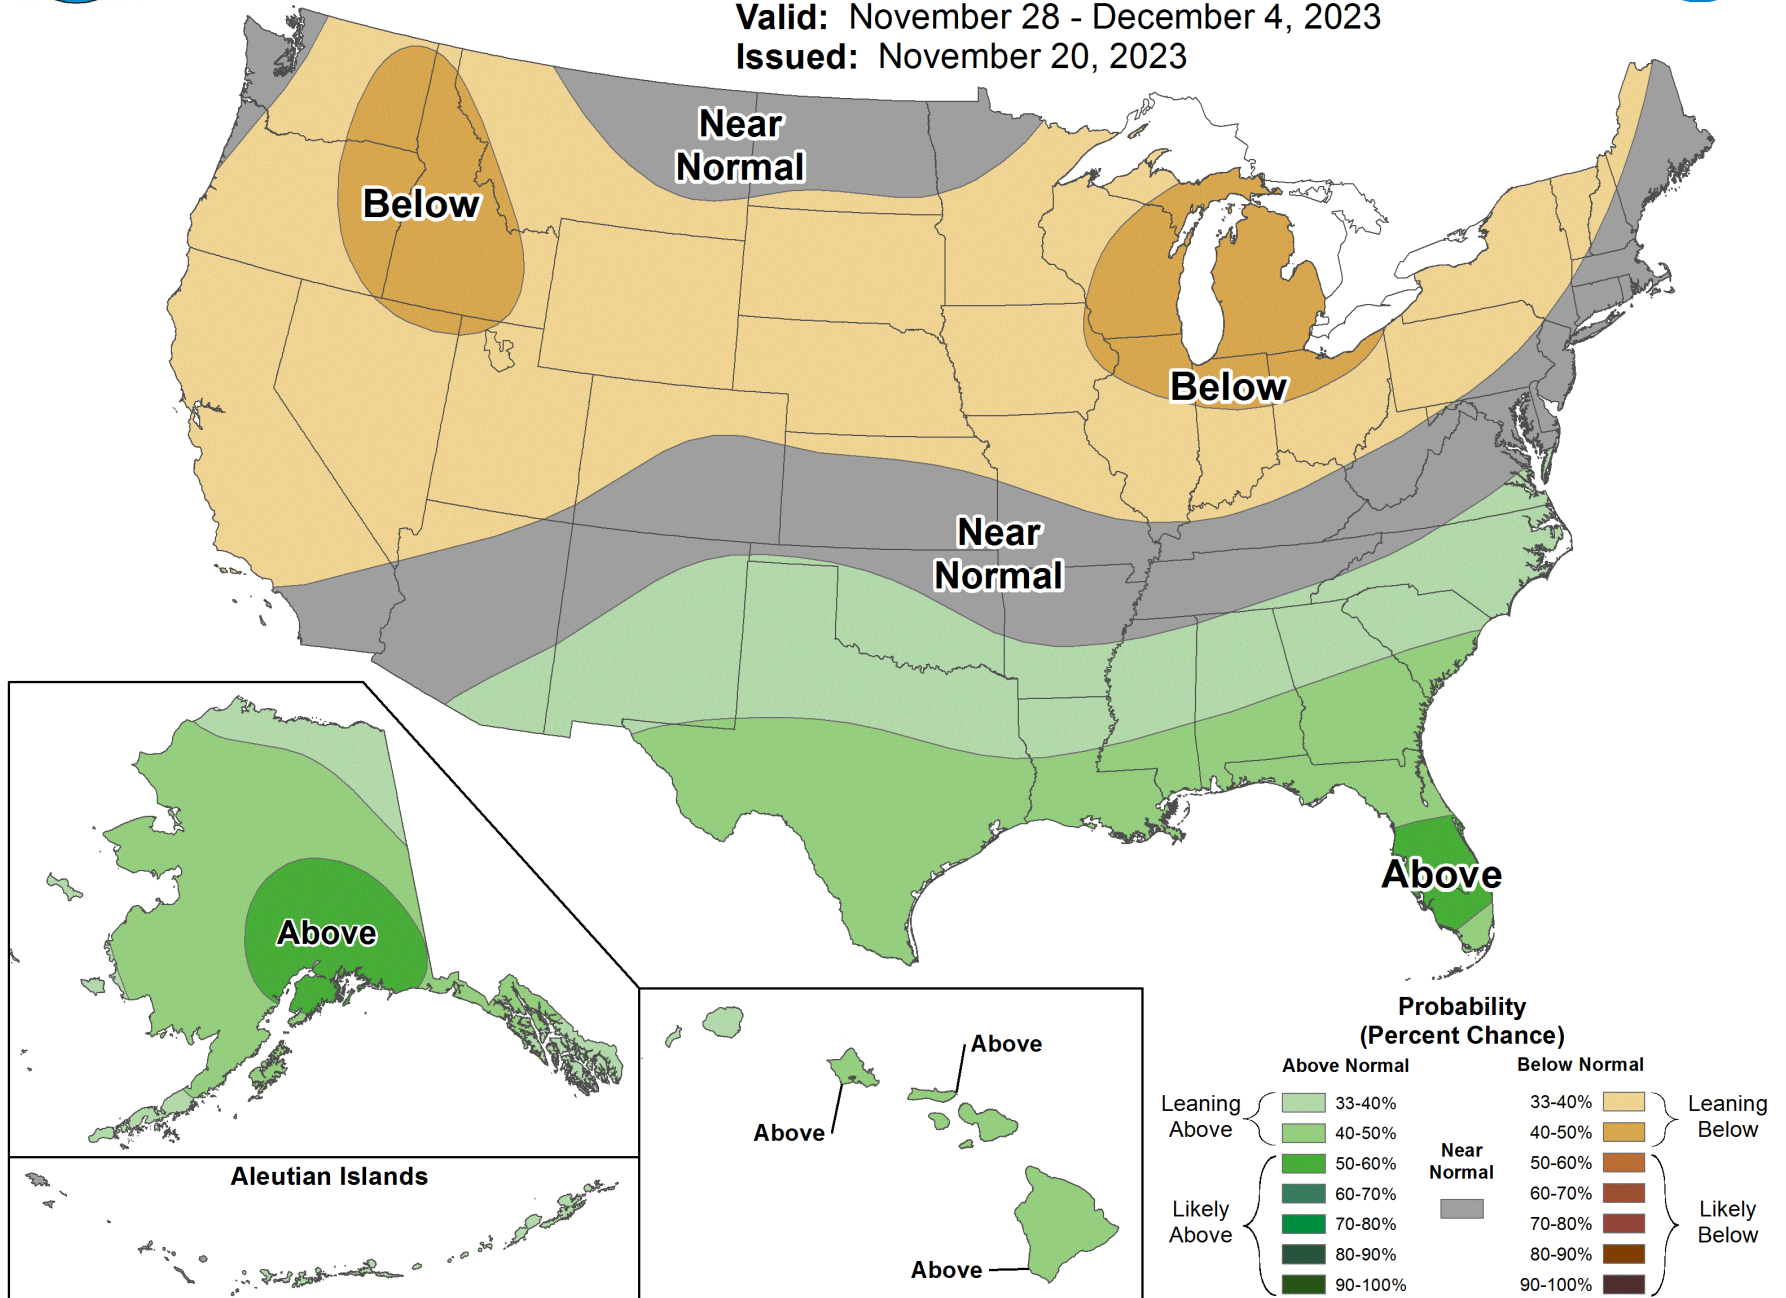 Valid: November 28 - December 4, 2023
Issued: November 20, 2023
Near
Normal
Below
Below
Near
Normal
Above
Above
Above
Above
Above
Aleutian Islands
Probability
(Percent Chance)
Above Normal
Below Normal
Leaning
Above
33-40%
40-50%
50-60%
60-70%
70-80%
80-90%
90-100%
Likely
Above
Near
Normal
33-40%
40-50%
50-60%
60-70%
70-80%
80-90%
90-100%
Leaning
Below
Likely
Below